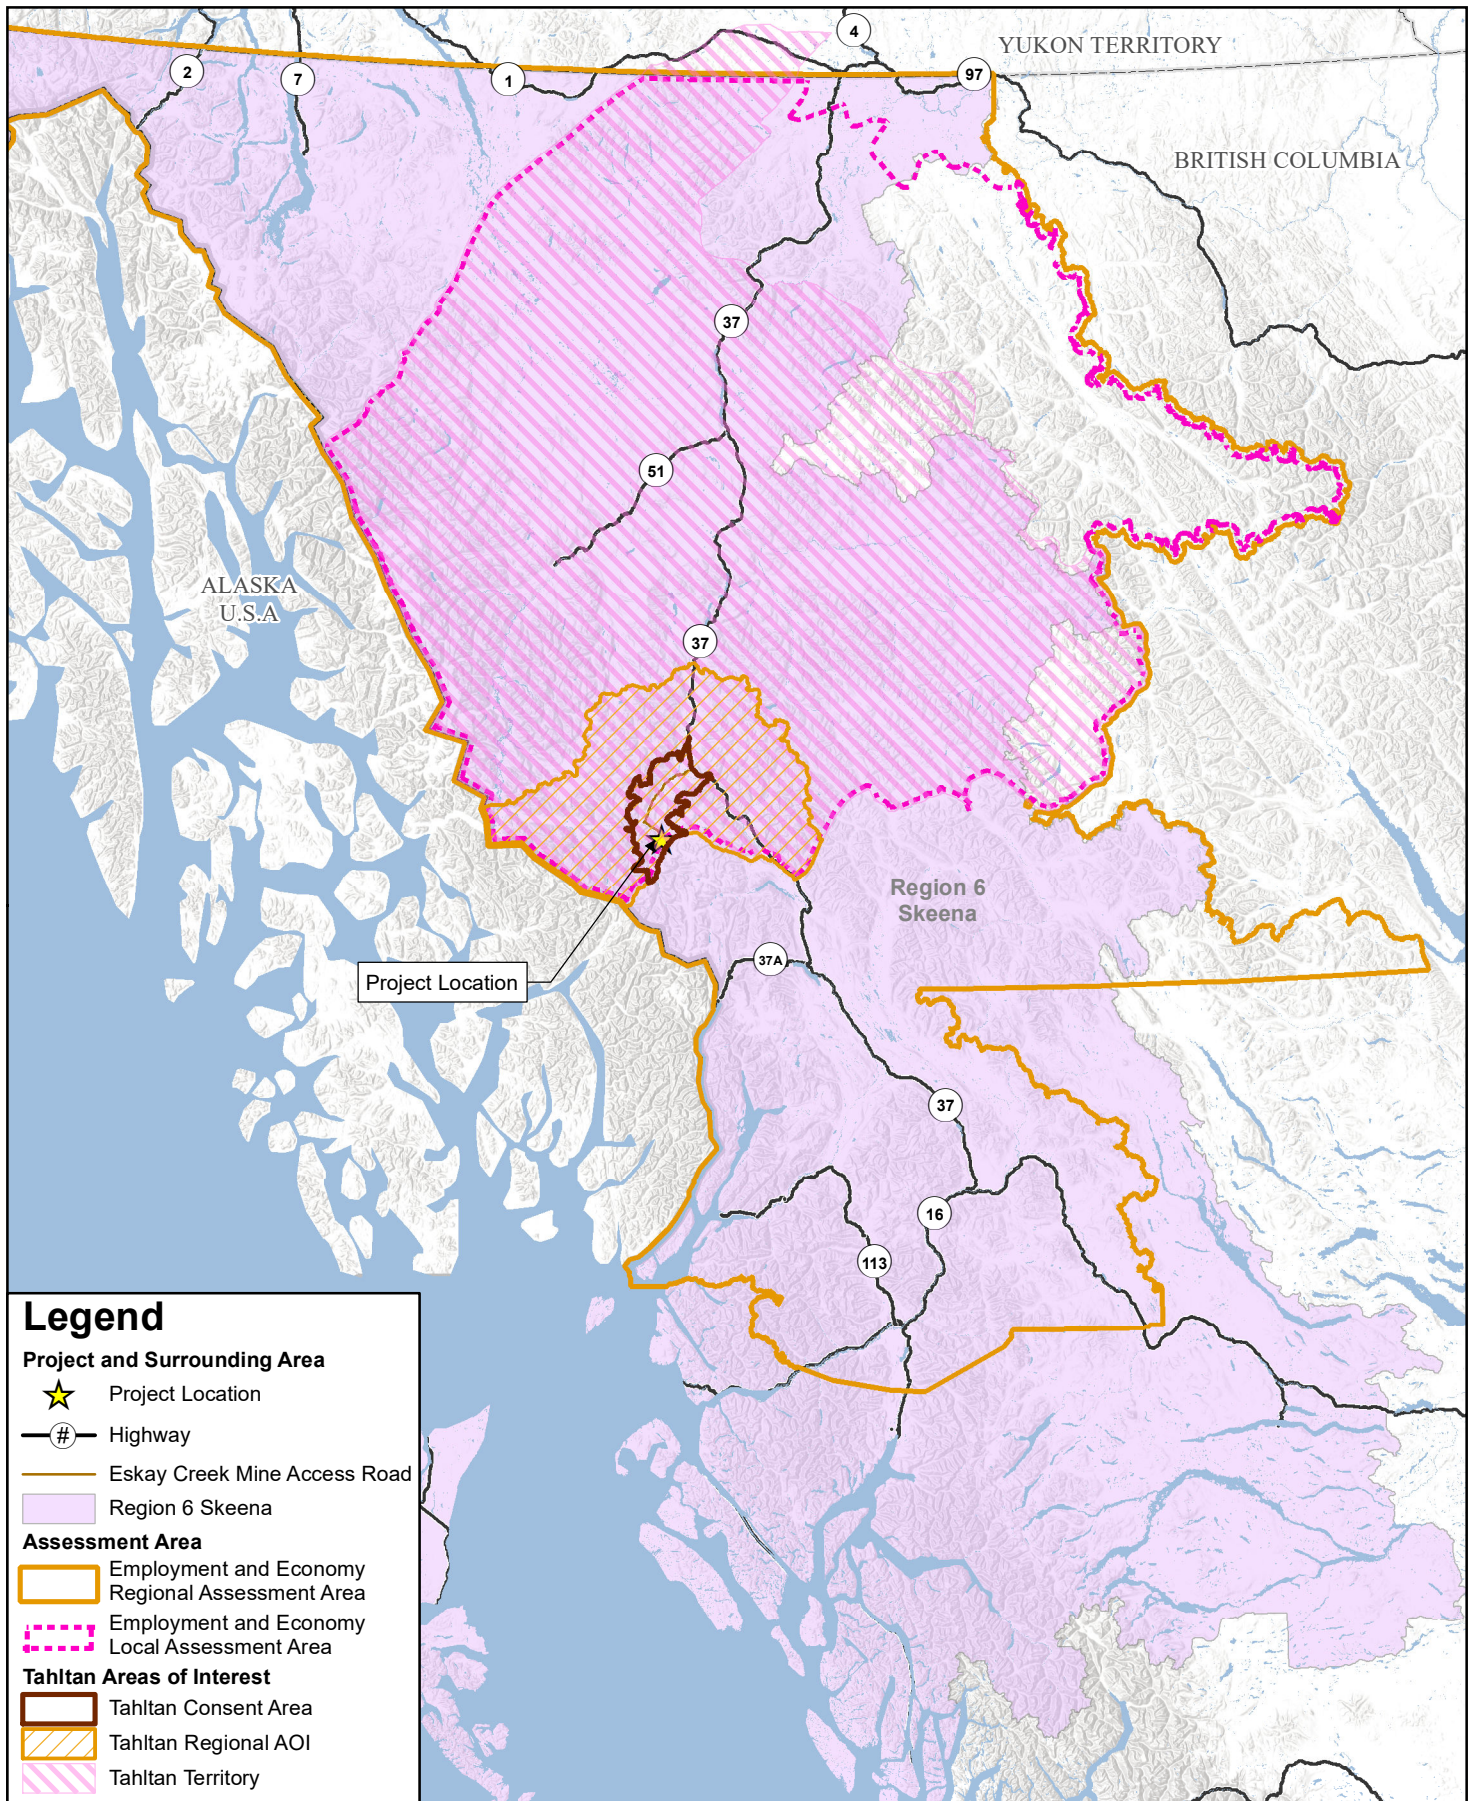 4
YUKON TERRITORY
2
7
1
97
BRITISH COLUMBIA
37
51
ALASKA
U.S.A
37
Region 6
Skeena
37A
Project Location
37
16
113
Legend
Project and Surrounding Area
Project Location
# Highway
Eskay Creek Mine Access Road
Region 6 Skeena
Assessment Area
Employment and Economy
Regional Assessment Area
Employment and Economy
Local Assessment Area
Tahltan Areas of Interest
Tahltan Consent Area
Tahltan Regional AOI
Tahltan Territory